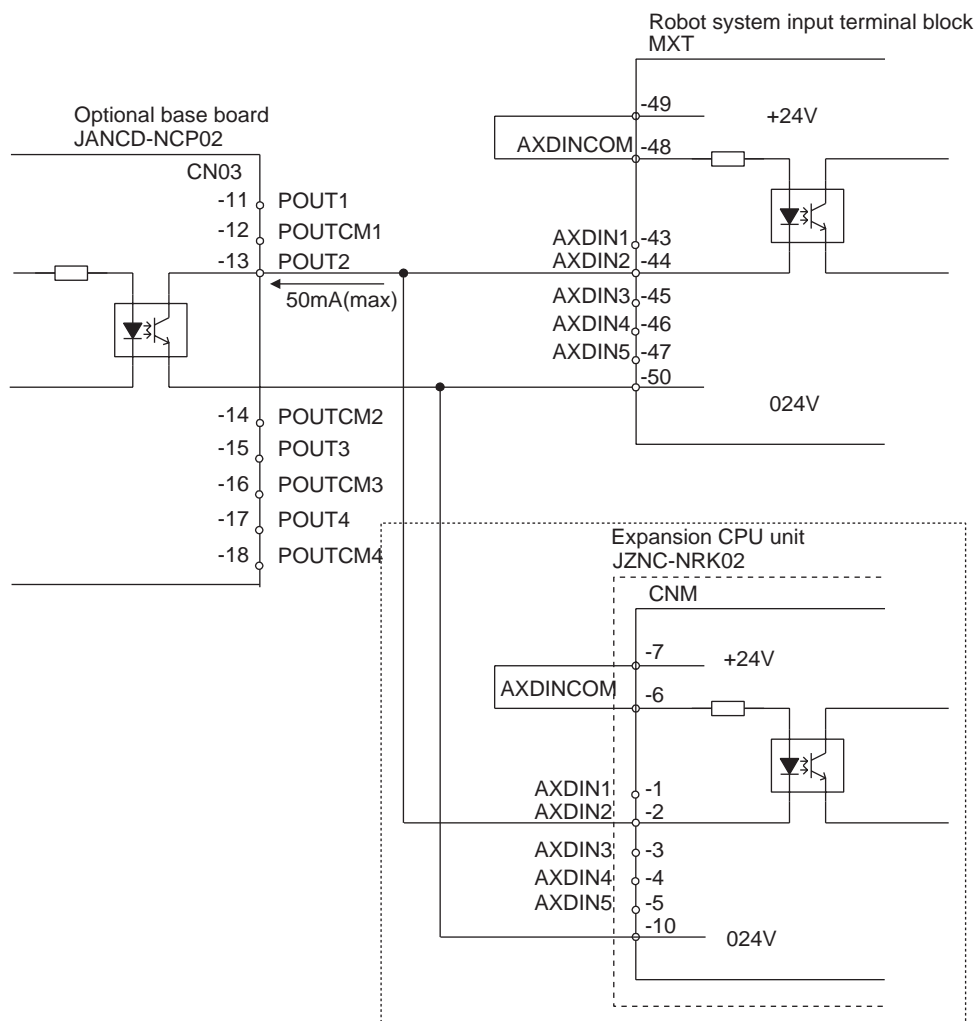 Robot system input terminal block
MXT
-49
+24V
AXDINCOM -48
AXDIN1 -43
AXDIN2 -44
AXDIN3 -45
AXDIN4 -46
AXDIN5 -47
-50
024V
Optional base board
JANCD-NCP02
CN03
-11 POUT1
-12 POUTCM1
-13 POUT2
50mA(max)
-14 POUTCM2
-15 POUT3
-16 POUTCM3
-17 POUT4
-18 POUTCM4
Expansion CPU unit
JZNC-NRK02
CNM
-7 +24V
AXDINCOM -6
AXDIN1 -1
AXDIN2 -2
AXDIN3 -3
AXDIN4 -4
AXDIN5 -5
-10
024V